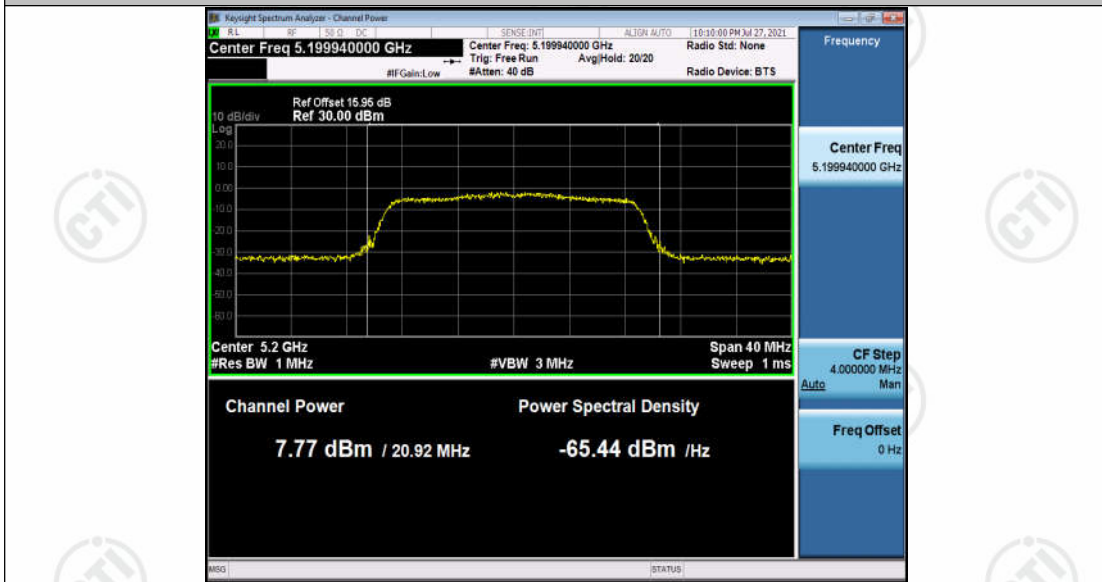 Keysight Spectrum Analyzer - Channel Power
RL RF 50 Ω DC SENSE:INT ALIGN AUTO 10:10:00 PM Jul 27, 2021
Center Freq 5.199940000 GHz
Center Freq: 5.199940000 GHz Radio Std: None
Trig: Free Run Avg|Hold: 20/20
#IFGain:Low #Atten: 40 dB Radio Device: BTS
Ref Offset 15.95 dB
10 dB/div Ref 30.00 dBm
Log
20.0
10.0
0.00
-10.0
-20.0
-30.0
-40.0
-50.0
-60.0
Center 5.2 GHz Span 40 MHz
#Res BW 1 MHz #VBW 3 MHz Sweep 1 ms
Channel Power Power Spectral Density
7.77 dBm / 20.92 MHz -65.44 dBm /Hz
MSG STATUS
Frequency
Center Freq
5.199940000 GHz
CF Step
4.000000 MHz
Auto Man
Freq Offset
0 Hz
CTI
CTI
CTI
CTI